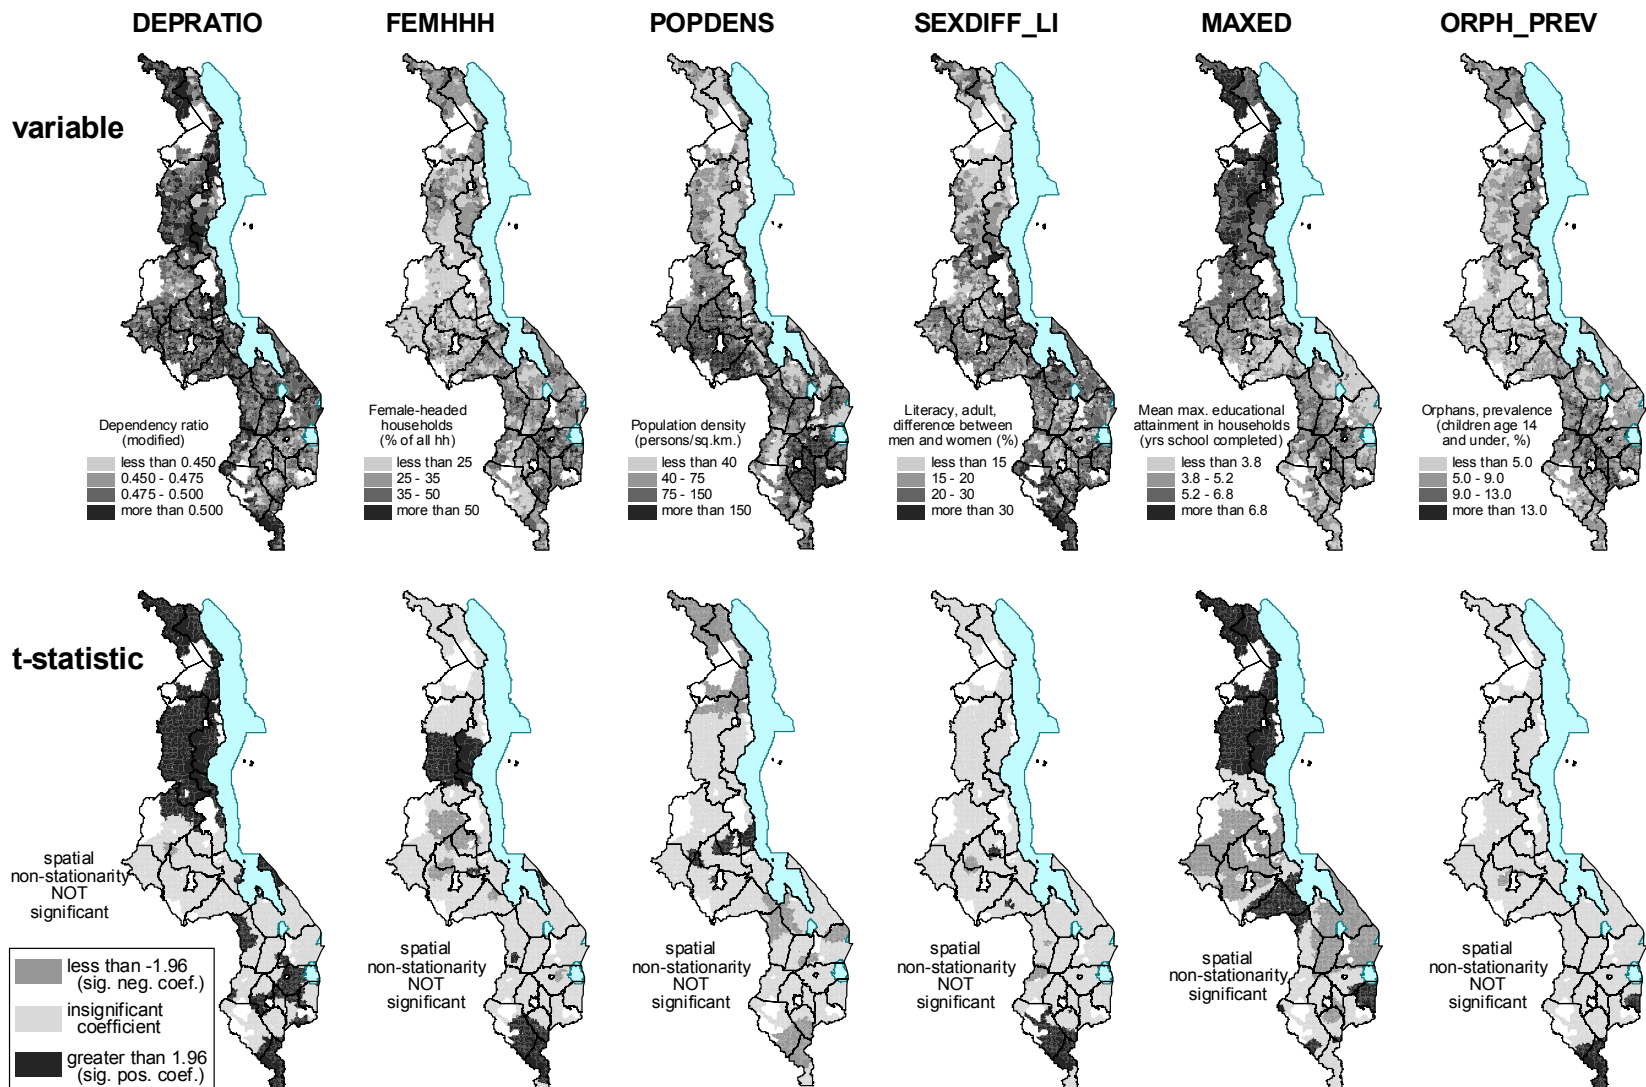 DEPRATIO
FEMHHH
POPDENS
SEXDIFF_LI
MAXED
ORPH_PREV
variable
Dependency ratio
(modified)
less than 0.450
0.450 - 0.475
0.475 - 0.500
more than 0.500
Female-headed
households
(% of all hh)
less than 25
25 - 35
35 - 50
more than 50
Population density
(persons/sq.km.)
less than 40
40 - 75
75 - 150
more than 150
Literacy, adult,
difference between
men and women (%)
less than 15
15 - 20
20 - 30
more than 30
Mean max. educational
attainment in households
(yrs school completed)
less than 3.8
3.8 - 5.2
5.2 - 6.8
more than 6.8
Orphans, prevalence
(children age 14
and under, %)
less than 5.0
5.0 - 9.0
9.0 - 13.0
more than 13.0
t-statistic
spatial
non-stationarity
NOT
significant
spatial
non-stationarity
NOT
significant
spatial
non-stationarity
NOT
significant
spatial
non-stationarity
NOT
significant
spatial
non-stationarity
significant
spatial
non-stationarity
NOT
significant
less than -1.96
(sig. neg. coef.)
insignificant
coefficient
greater than 1.96
(sig. pos. coef.)